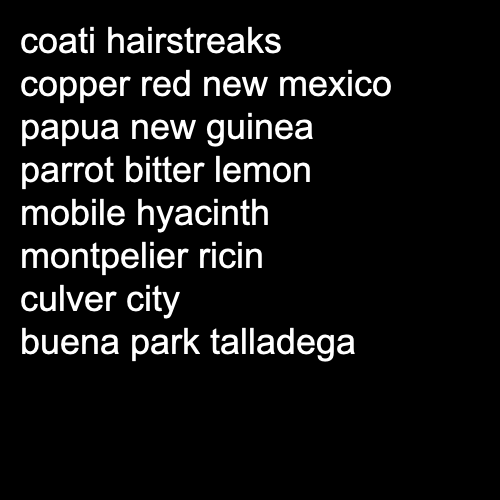 coati hairstreaks
copper red new mexico
papua new guinea
parrot bitter lemon
mobile hyacinth
montpelier ricin
culver city
buena park talladega